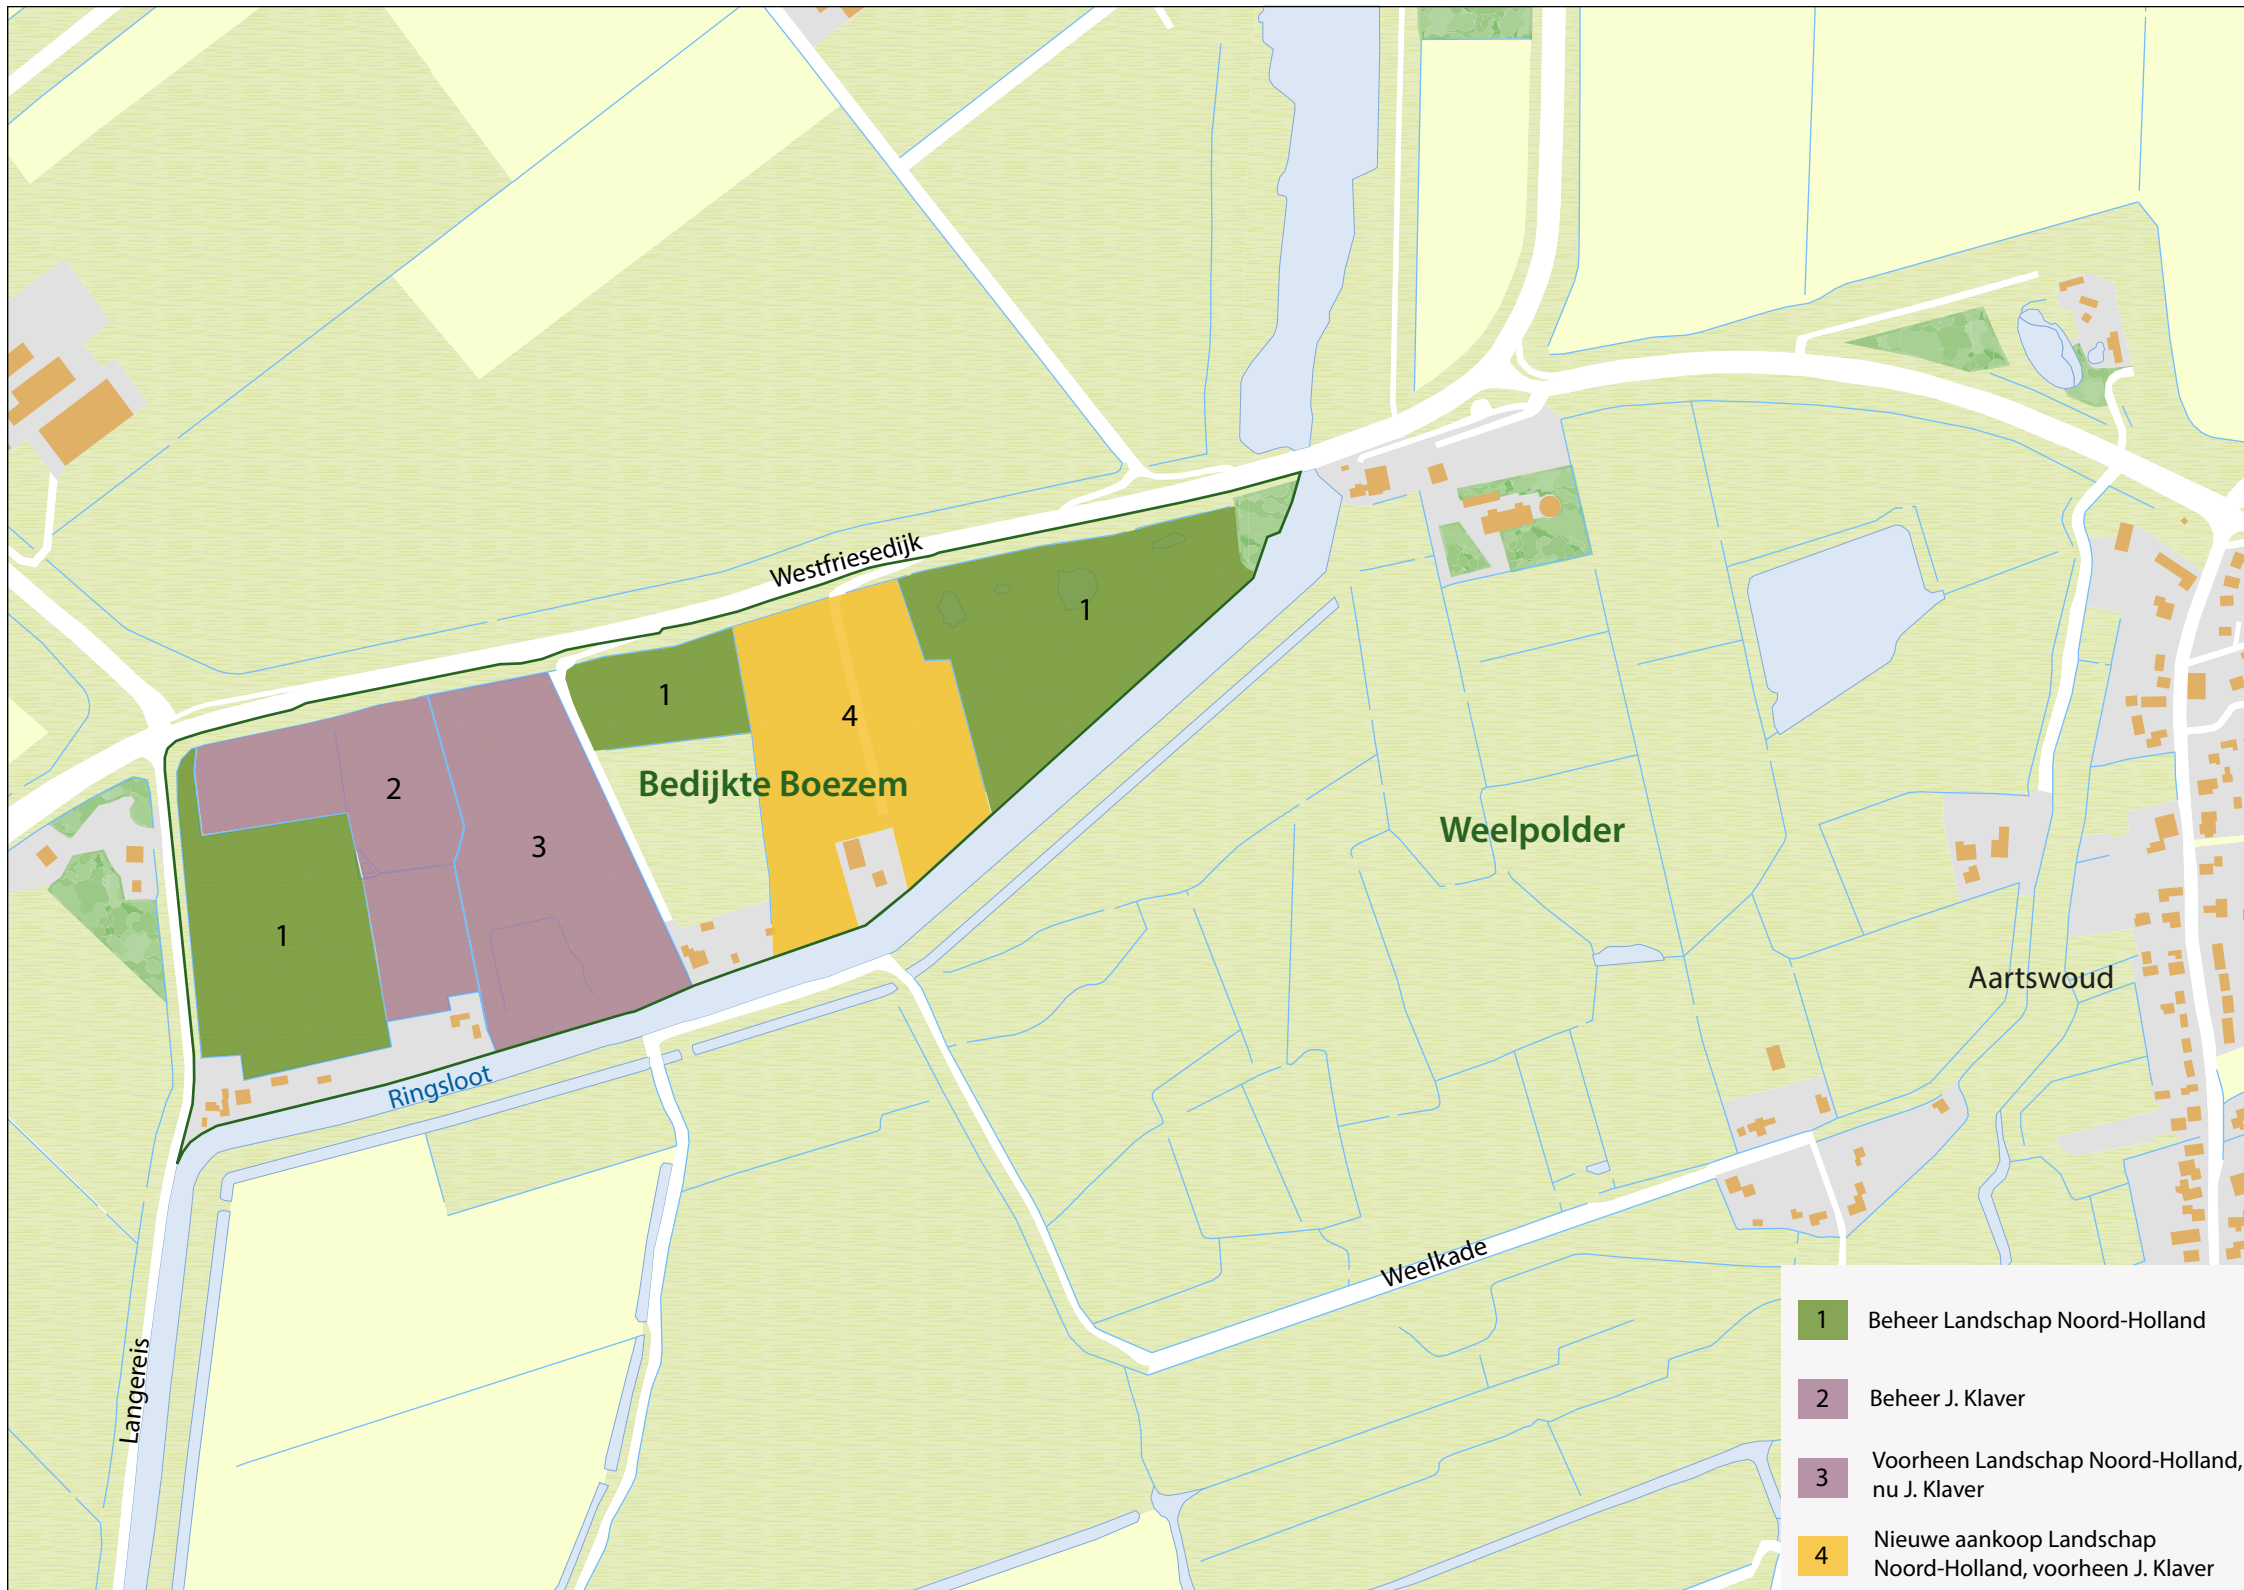 Westfriesedijk
1
1
4
2
Bedijkte Boezem
3
Weelpolder
1
Aartswoud
Ringsloot
Weelkade
Langereis
1 Beheer Landschap Noord-Holland
2 Beheer J. Klaver
3 Voorheen Landschap Noord-Holland,
nu J. Klaver
4 Nieuwe aankoop Landschap
Noord-Holland, voorheen J. Klaver